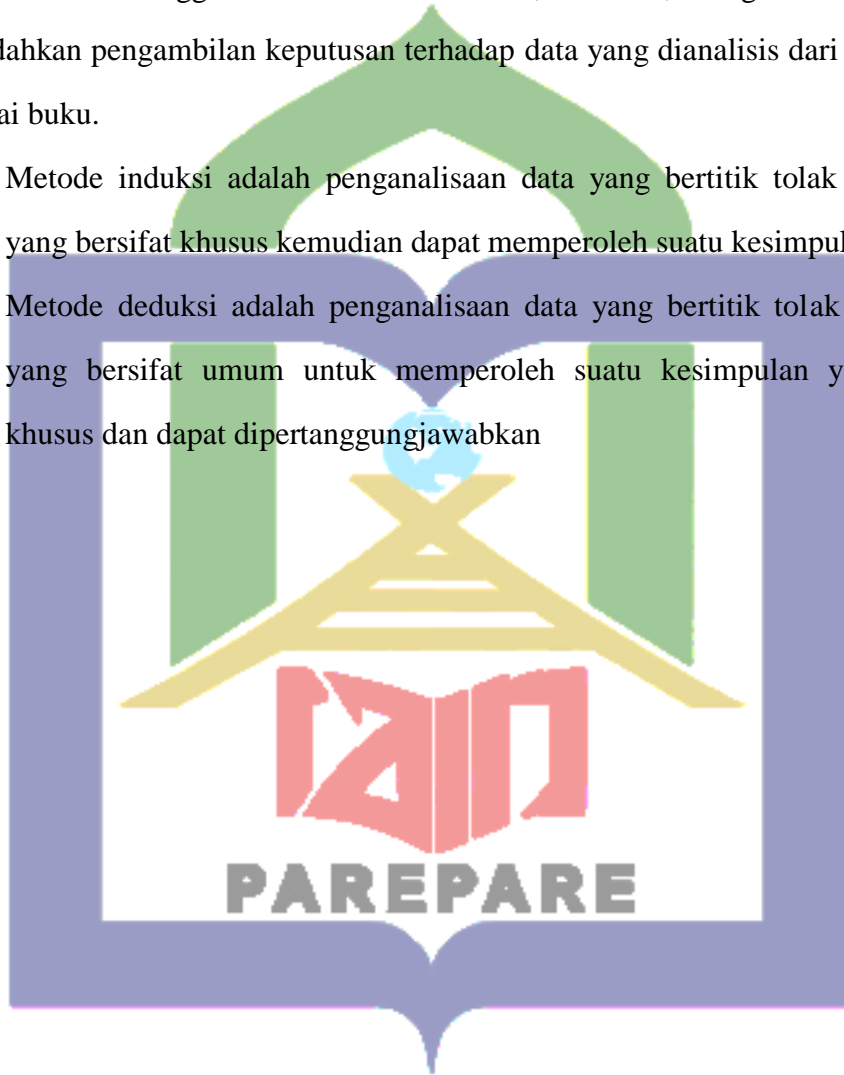 dahkan pengambilan keputusan terhadap data yang dianalisis dari
ai buku.
Metode induksi adalah penganalisaan data yang bertitik tolak
yang bersifat khusus kemudian dapat memperoleh suatu
Metode deduksi adalah penganalisaan data yang bertitik tolak
yang bersifat umum untuk memperoleh suatu kesimpulan
khusus dan dapat dipertanggungjawabkan
iain
PAREPARE